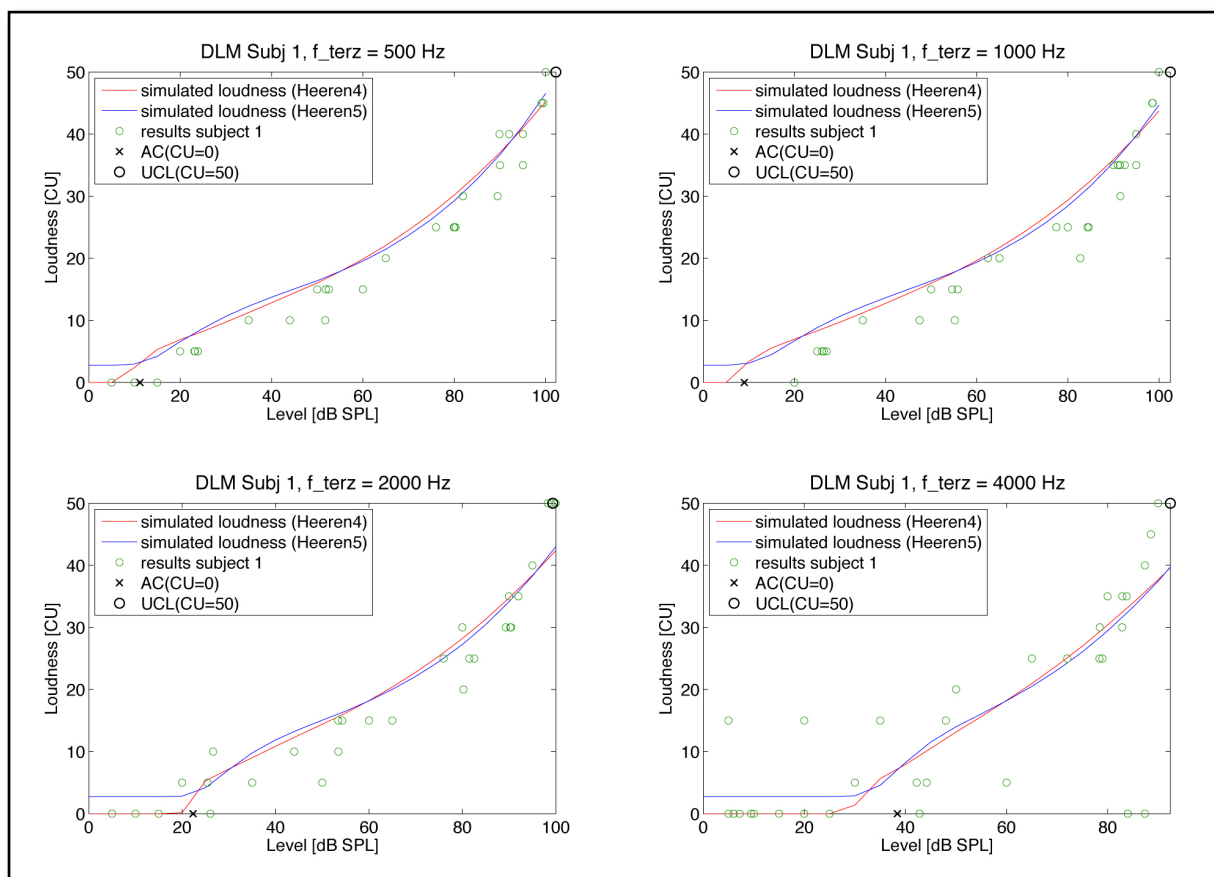 DLM Subj 1, f_terz = 500 Hz
50
40
30
20
10
0
Loudness [CU]
simulated loudness (Heeren4)
simulated loudness (Heeren5)
results subject 1
AC(CU=0)
UCL(CU=50)
0 20 40 60 80 100
Level [dB SPL]
DLM Subj 1, f_terz = 1000 Hz
50
40
30
20
10
0
Loudness [CU]
simulated loudness (Heeren4)
simulated loudness (Heeren5)
results subject 1
AC(CU=0)
UCL(CU=50)
0 20 40 60 80 100
Level [dB SPL]
DLM Subj 1, f_terz = 2000 Hz
50
40
30
20
10
0
Loudness [CU]
simulated loudness (Heeren4)
simulated loudness (Heeren5)
results subject 1
AC(CU=0)
UCL(CU=50)
0 20 40 60 80 100
Level [dB SPL]
DLM Subj 1, f_terz = 4000 Hz
50
40
30
20
10
0
Loudness [CU]
simulated loudness (Heeren4)
simulated loudness (Heeren5)
results subject 1
AC(CU=0)
UCL(CU=50)
0 20 40 60 80
Level [dB SPL]